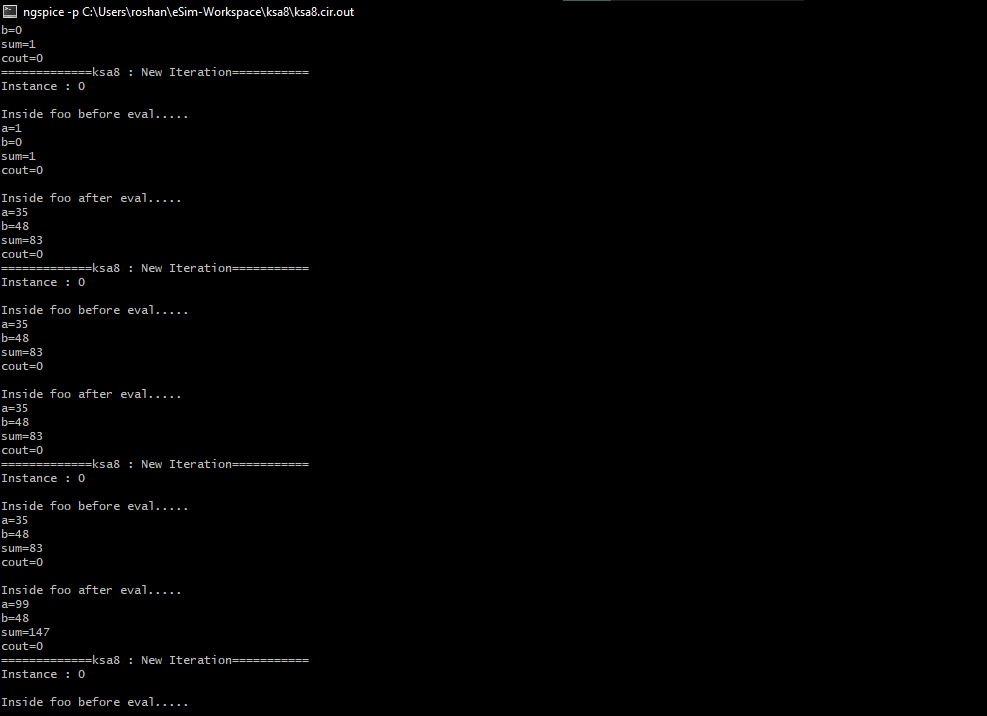 ngspice -p C:\Users\roshan\eSim-Workspace\ksa8\ksa8.cir.out
b=0
sum=1
cout=0
=============ksa8 : New Iteration===========
Instance : 0
Inside foo before eval.....
a=1
b=0
sum=1
cout=0
Inside foo after eval.....
a=35
b=48
sum=83
cout=0
=============ksa8 : New Iteration===========
Instance : 0
Inside foo before eval.....
a=35
b=48
sum=83
cout=0
Inside foo after eval.....
a=35
b=48
sum=83
cout=0
=============ksa8 : New Iteration===========
Instance : 0
Inside foo before eval.....
a=35
b=48
sum=83
cout=0
Inside foo after eval.....
a=99
b=48
sum=147
cout=0
=============ksa8 : New Iteration===========
Instance : 0
Inside foo before eval.....